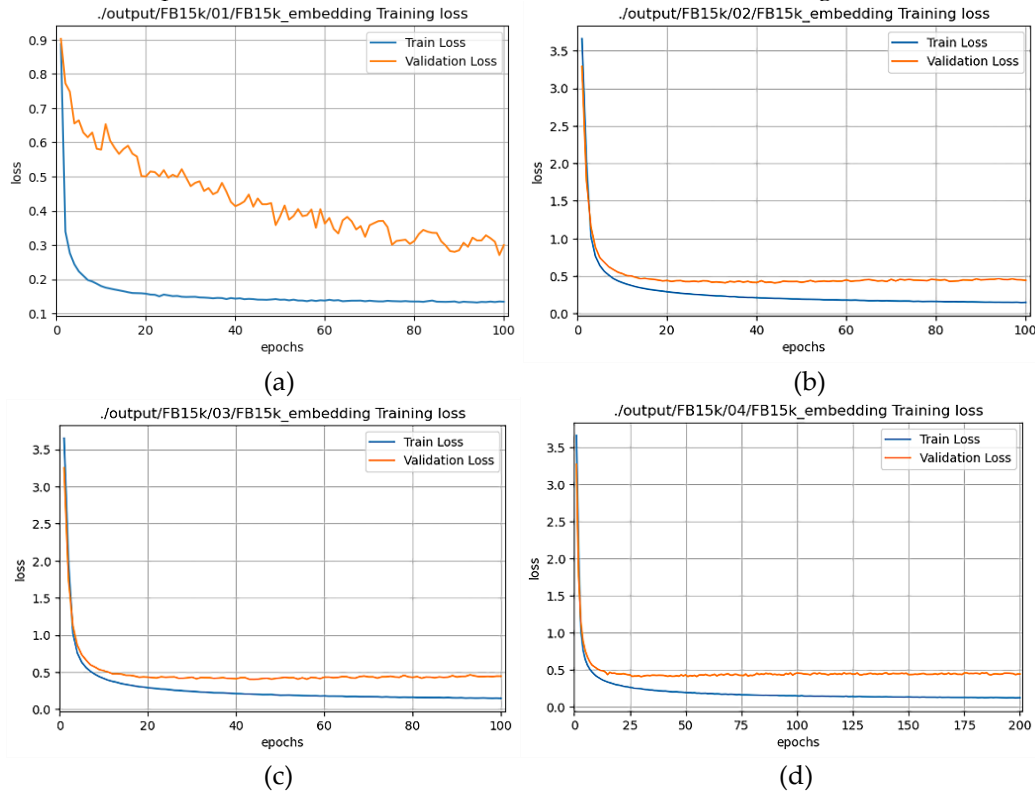 ./output/FB15k/01/FB15k_embedding Training loss
0.9
0.8
0.7
0.6
0.5
0.4
0.3
0.2
0.1
loss
Train Loss
Validation Loss
0 20 40 60 80 100
epochs
(a)
./output/FB15k/02/FB15k_embedding Training loss
3.5
3.0
2.5
2.0
1.5
1.0
0.5
0.0
loss
Train Loss
Validation Loss
0 20 40 60 80 100
epochs
(b)
./output/FB15k/03/FB15k_embedding Training loss
3.5
3.0
2.5
2.0
1.5
1.0
0.5
0.0
loss
Train Loss
Validation Loss
0 20 40 60 80 100
epochs
(c)
./output/FB15k/04/FB15k_embedding Training loss
3.5
3.0
2.5
2.0
1.5
1.0
0.5
0.0
loss
Train Loss
Validation Loss
0 25 50 75 100 125 150 175 200
epochs
(d)